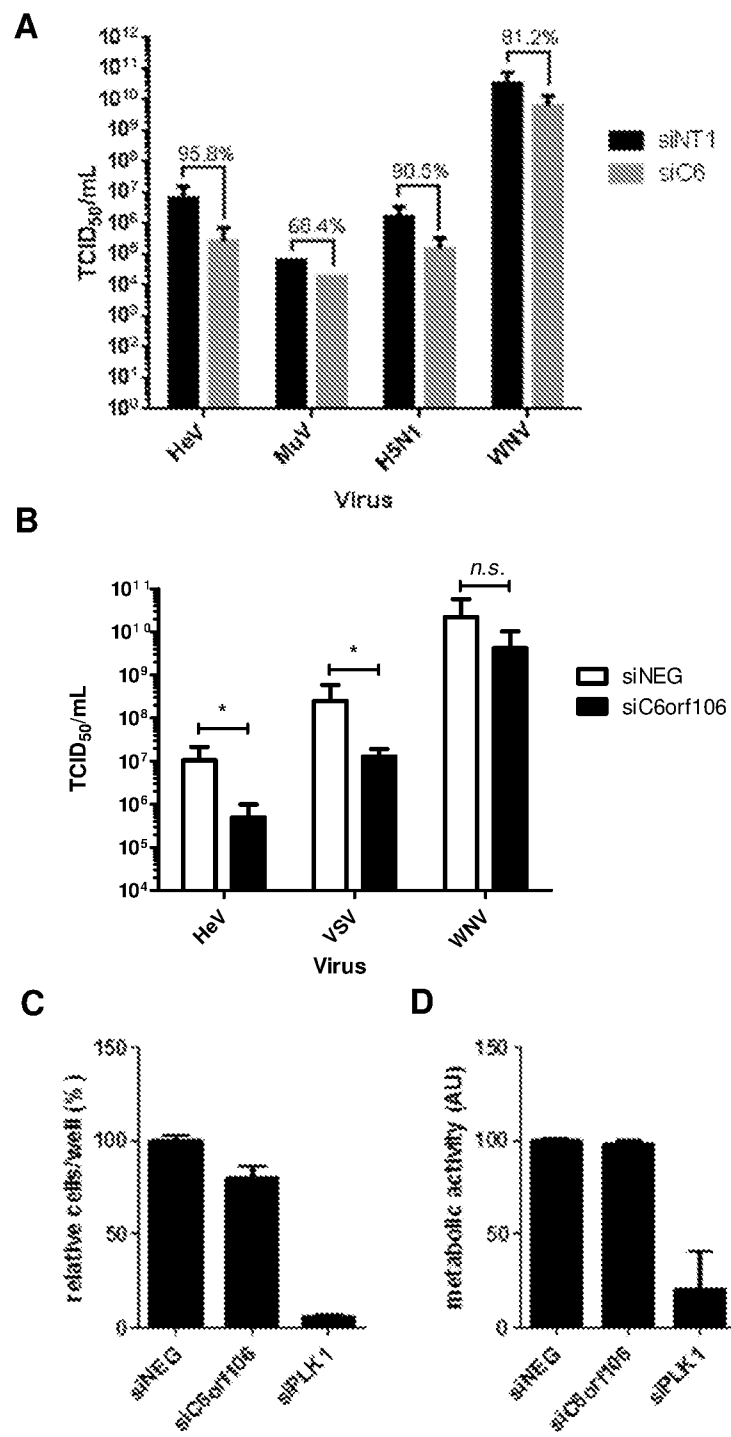 A
10¹²
10¹¹
10¹⁰
10⁹
10⁸
10⁷
10⁶
10⁵
10⁴
10³
10²
10¹
10⁰
TCID₅₀/mL
95.8%
68.4%
90.5%
81.2%
siNT1
siC6
HeV
MuV
H5N1
WNV
Virus
B
10¹¹
10¹⁰
10⁹
10⁸
10⁷
10⁶
10⁵
10⁴
TCID₅₀/mL
*
*
n.s.
siNEG
siC6orf106
HeV
VSV
WNV
Virus
C
150
100
50
0
relative cells/well (%)
siNEG
siC6orf106
siPLK1
D
150
100
50
0
metabolic activity (AU)
siNEG
siC6orf106
siPLK1